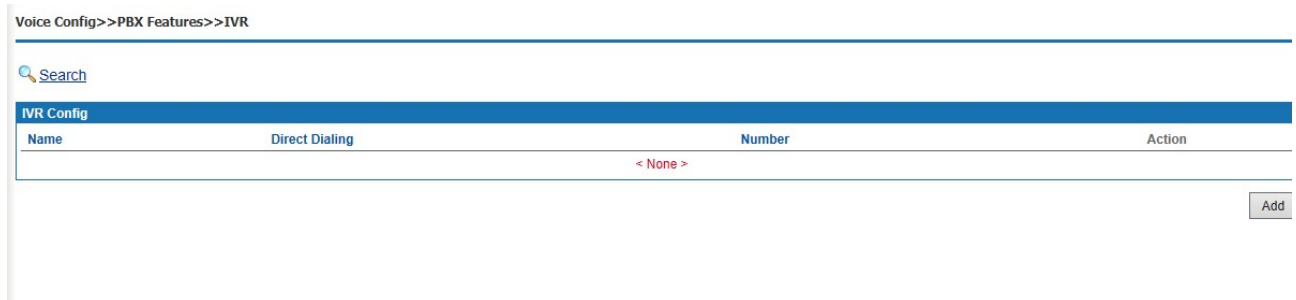 Voice Config>>PBX Features>>IVR
Search
IVR Config
Name Direct Dialing Number Action
< None >
Add